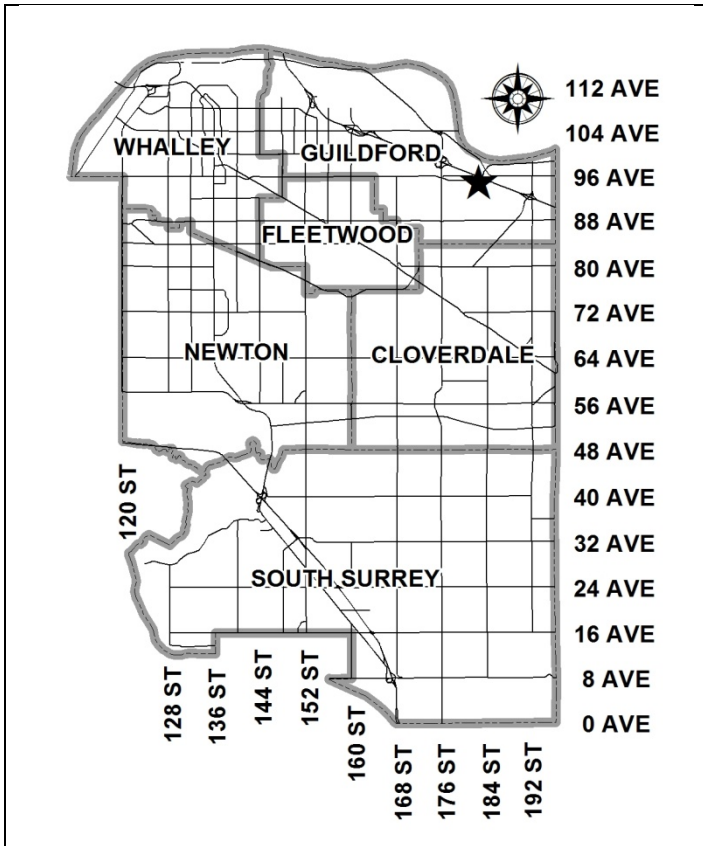 112 AVE
104 AVE
WHALLEY
GUILDFORD
96 AVE
88 AVE
FLEETWOOD
80 AVE
72 AVE
NEWTON
CLOVERDALE
64 AVE
56 AVE
48 AVE
120 ST
40 AVE
32 AVE
SOUTH SURREY
24 AVE
16 AVE
8 AVE
0 AVE
128 ST
136 ST
144 ST
152 ST
160 ST
168 ST
176 ST
184 ST
192 ST